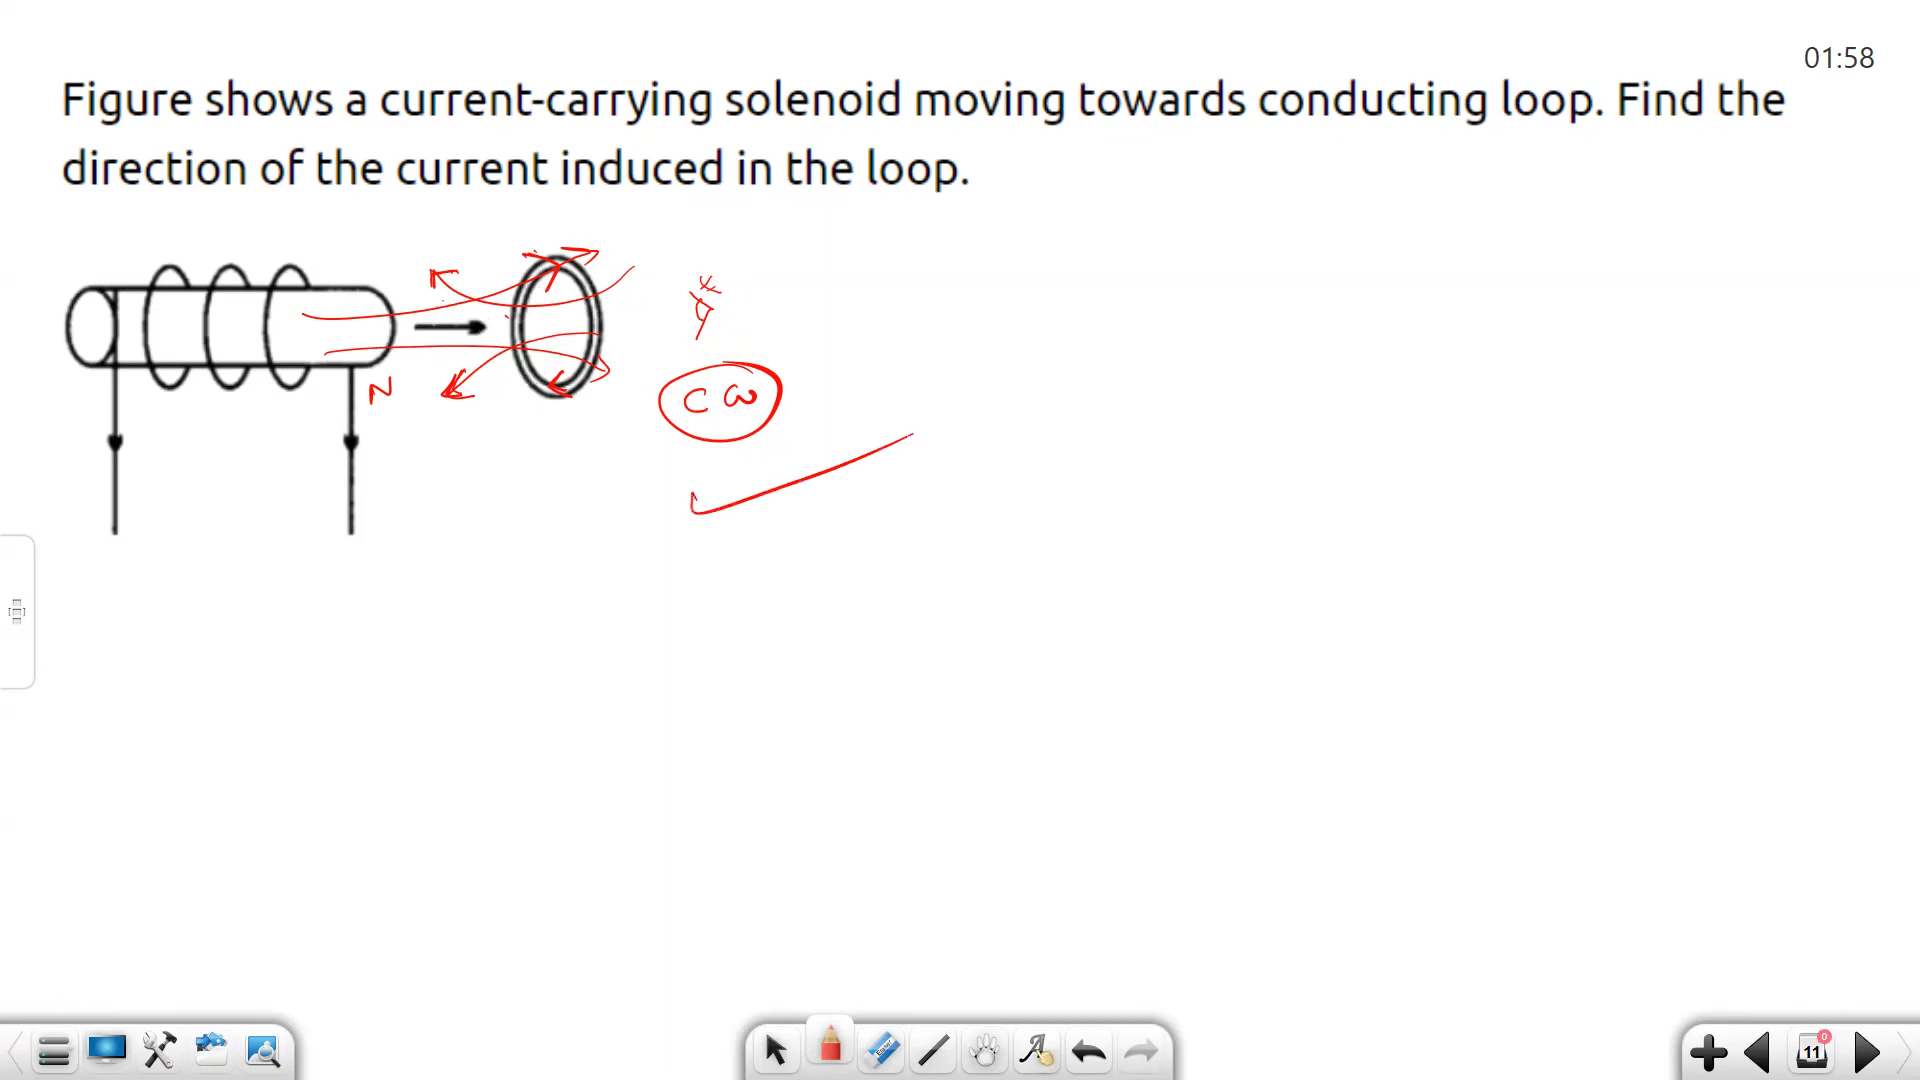 01:58
Figure shows a current-carrying solenoid moving towards conducting loop. Find the
direction of the current induced in the loop.
N
CW
11